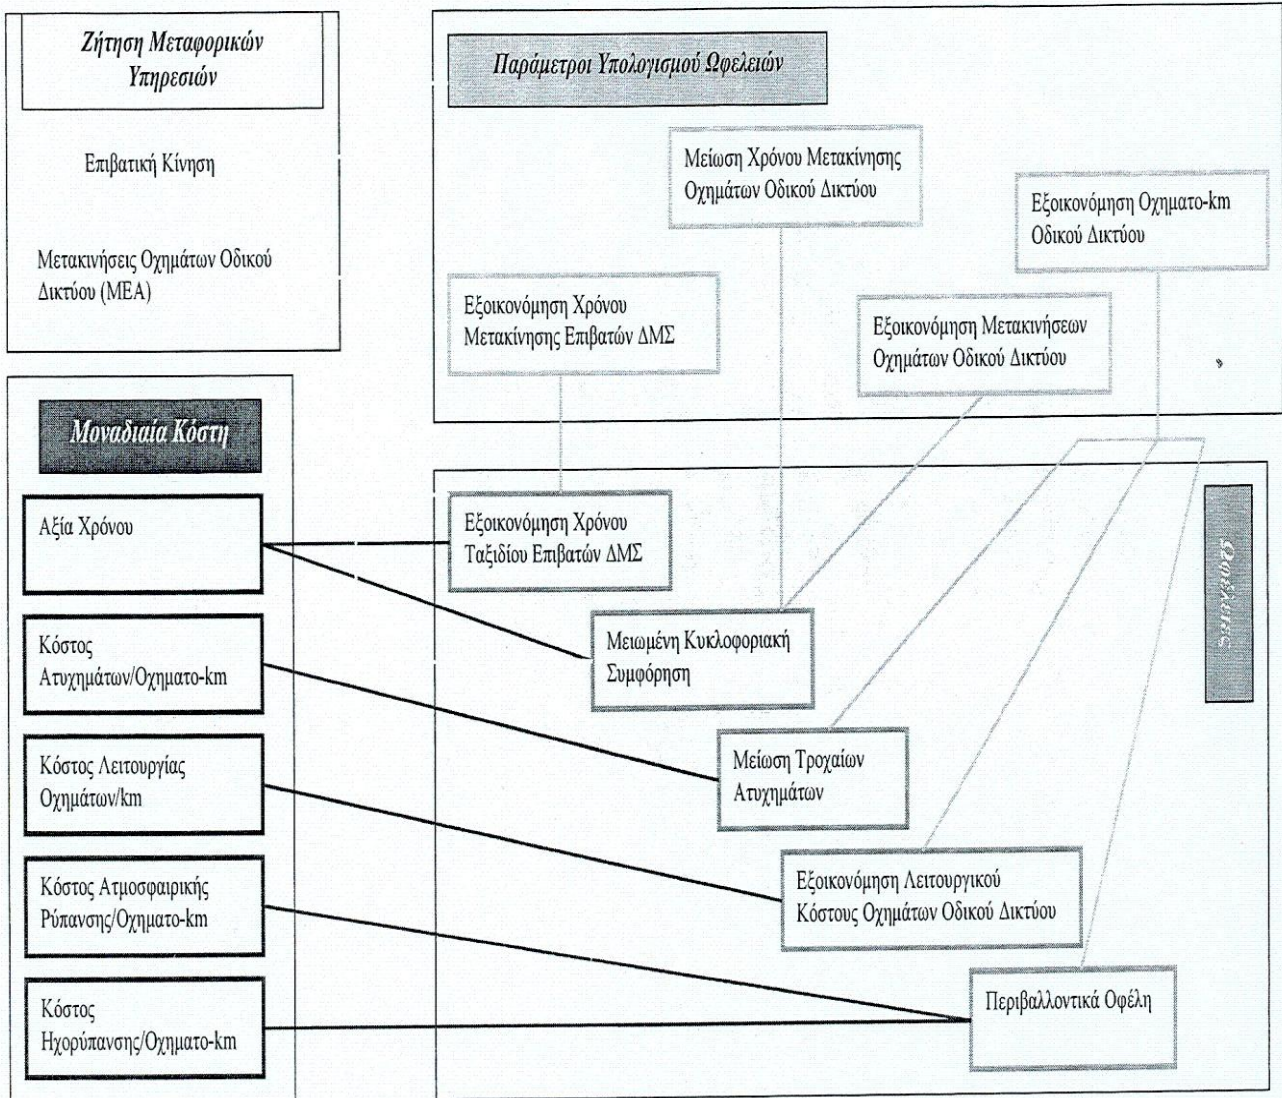 Ζήτηση Μεταφορικών
Υπηρεσιών
Επιβατική Κίνηση
Μετακινήσεις Οχημάτων Οδικού
Δικτύου (ΜΕΑ)
Παράμετροι Υπολογισμού Ωφελειών
Μείωση Χρόνου Μετακίνησης
Οχημάτων Οδικού Δικτύου
Εξοικονόμηση Οχηματο-km
Οδικού Δικτύου
Εξοικονόμηση Χρόνου
Μετακίνησης Επιβατών ΔΜΣ
Εξοικονόμηση Μετακινήσεων
Οχημάτων Οδικού Δικτύου
Μοναδιαία Κόστη
Αξία Χρόνου
Κόστος
Ατυχημάτων/Οχηματο-km
Κόστος Λειτουργίας
Οχημάτων/km
Κόστος Ατμοσφαιρικής
Ρύπανσης/Οχηματο-km
Κόστος
Ηχορύπανσης/Οχηματο-km
Ωφέλειες
Εξοικονόμηση Χρόνου
Ταξιδίου Επιβατών ΔΜΣ
Μειωμένη Κυκλοφοριακή
Συμφόρηση
Μείωση Τροχαίων
Ατυχημάτων
Εξοικονόμηση Λειτουργικού
Κόστους Οχημάτων Οδικού Δικτύου
Περιβαλλοντικά Οφέλη